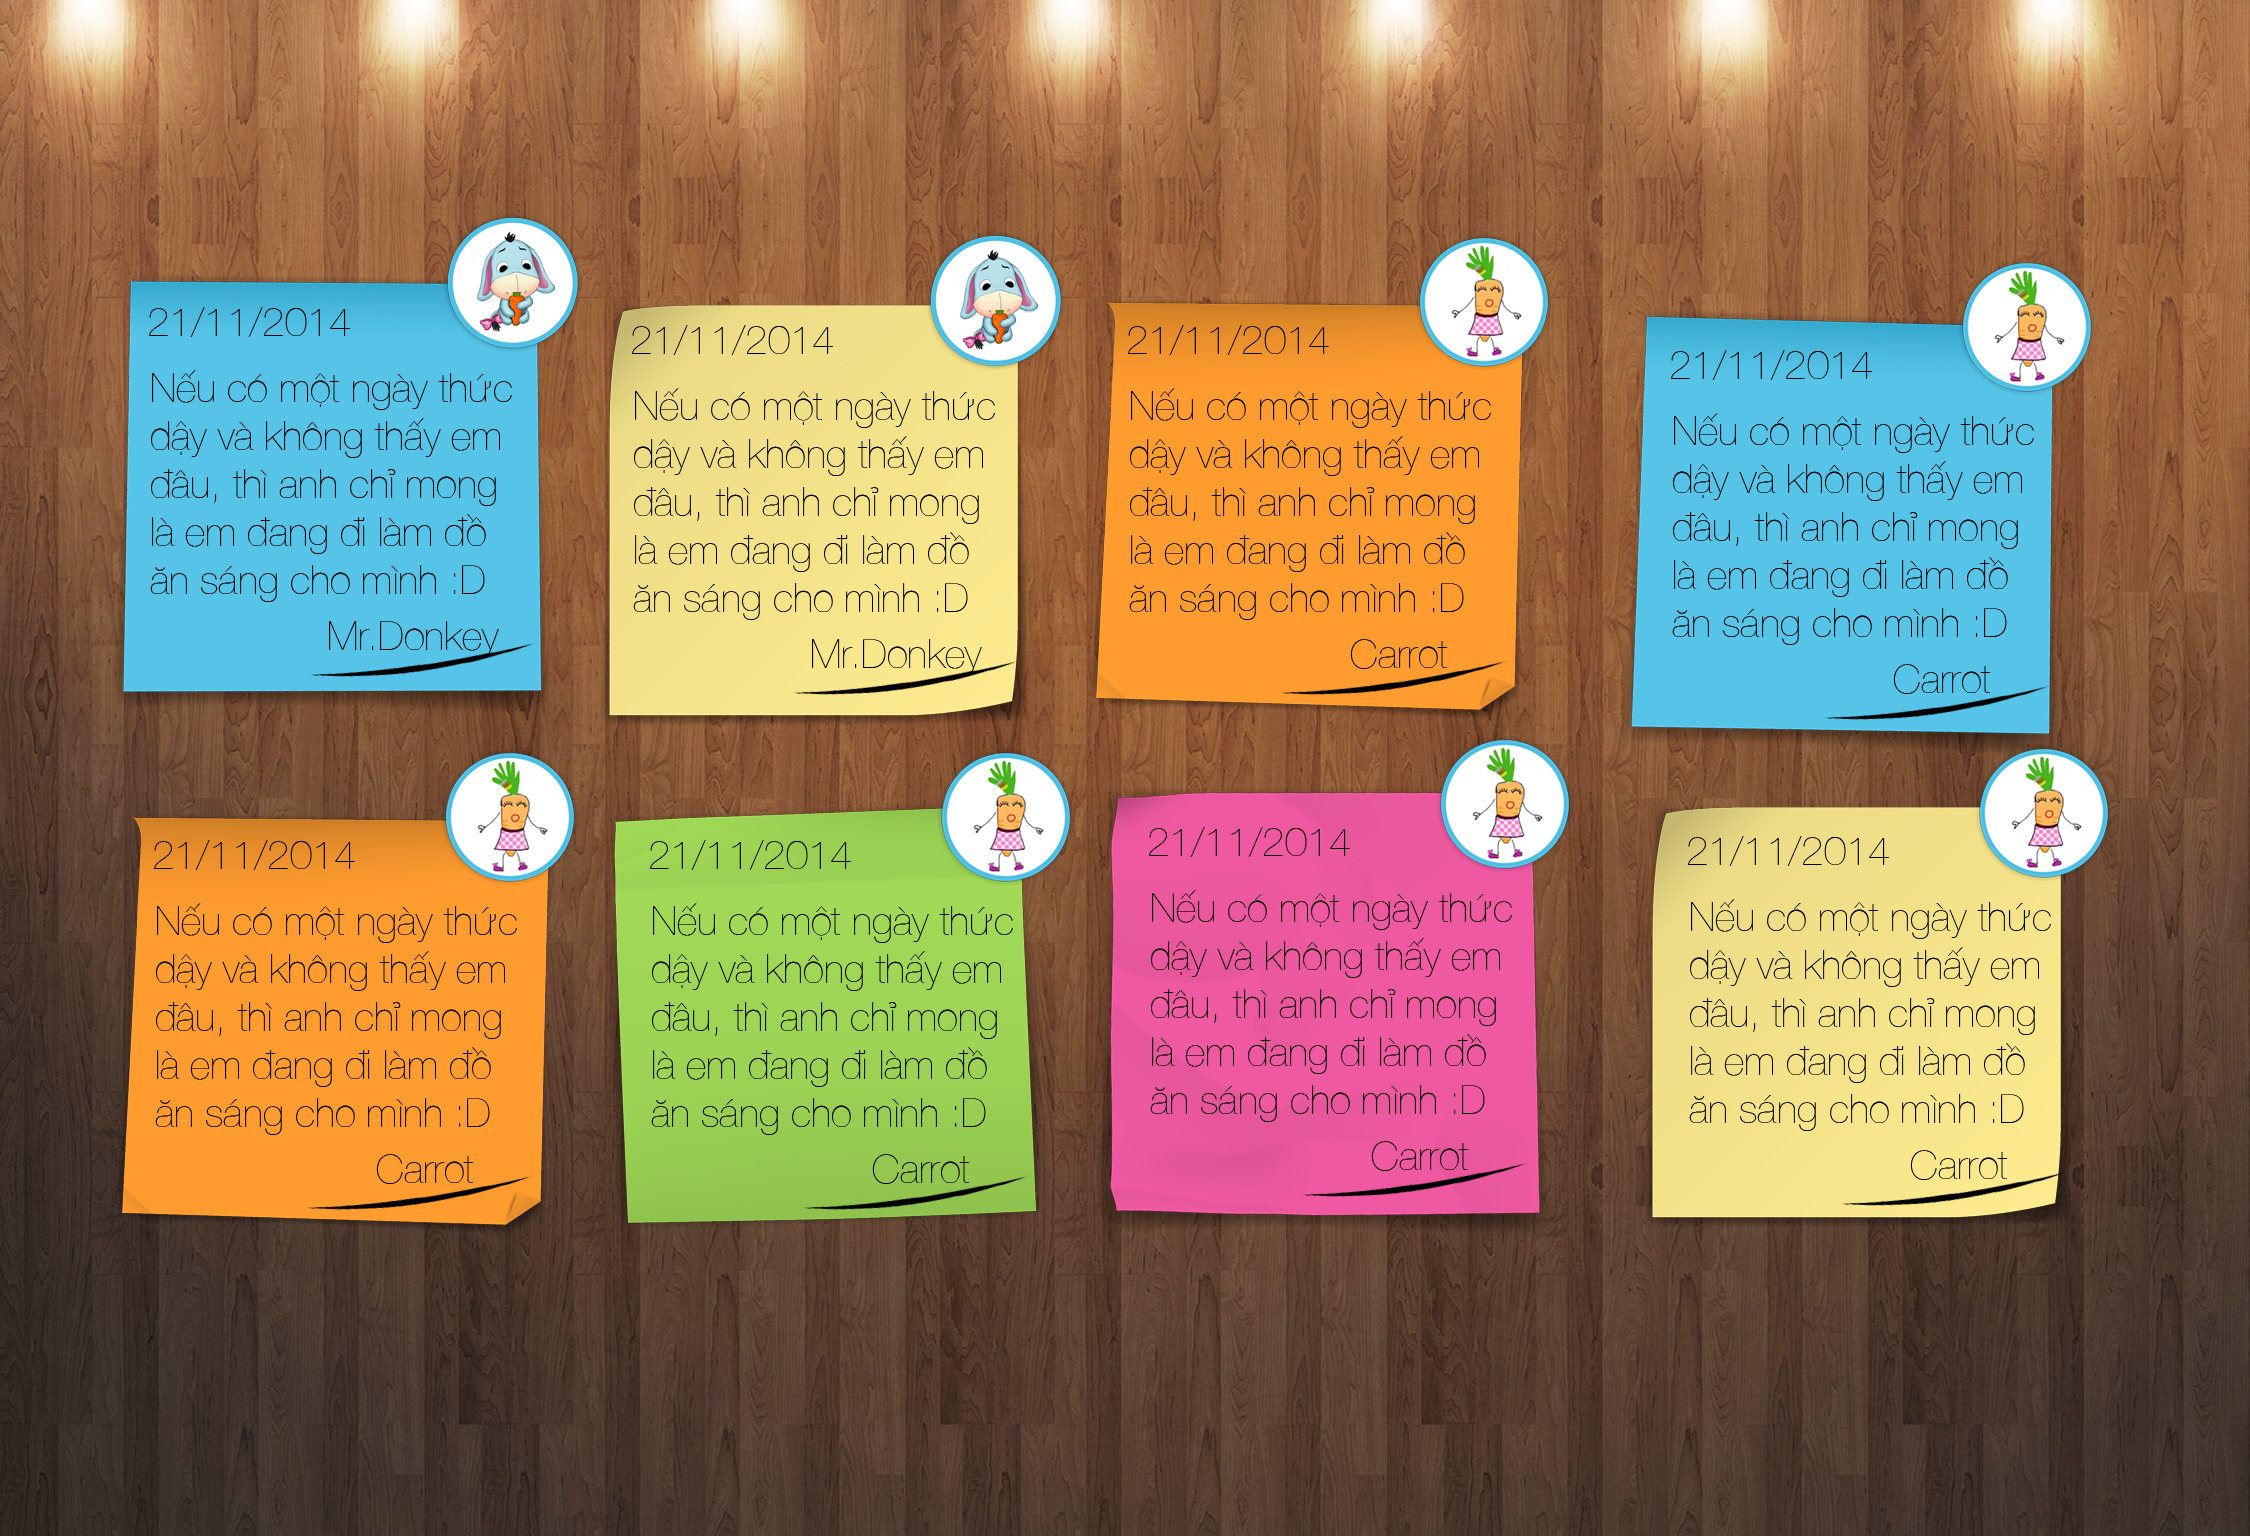 21/11/2014
Nếu có một ngày thức
dậy và không thấy em
đâu, thì anh chỉ mong
là em đang đi làm đồ
ăn sáng cho mình :D
Mr.Donkey
21/11/2014
Nếu có một ngày thức
dậy và không thấy em
đâu, thì anh chỉ mong
là em đang đi làm đồ
ăn sáng cho mình :D
Mr.Donkey
21/11/2014
Nếu có một ngày thức
dậy và không thấy em
đâu, thì anh chỉ mong
là em đang đi làm đồ
ăn sáng cho mình :D
Carrot
21/11/2014
Nếu có một ngày thức
dậy và không thấy em
đâu, thì anh chỉ mong
là em đang đi làm đồ
ăn sáng cho mình :D
Carrot
21/11/2014
Nếu có một ngày thức
dậy và không thấy em
đâu, thì anh chỉ mong
là em đang đi làm đồ
ăn sáng cho mình :D
Carrot
21/11/2014
Nếu có một ngày thức
dậy và không thấy em
đâu, thì anh chỉ mong
là em đang đi làm đồ
ăn sáng cho mình :D
Carrot
21/11/2014
Nếu có một ngày thức
dậy và không thấy em
đâu, thì anh chỉ mong
là em đang đi làm đồ
ăn sáng cho mình :D
Carrot
21/11/2014
Nếu có một ngày thức
dậy và không thấy em
đâu, thì anh chỉ mong
là em đang đi làm đồ
ăn sáng cho mình :D
Carrot